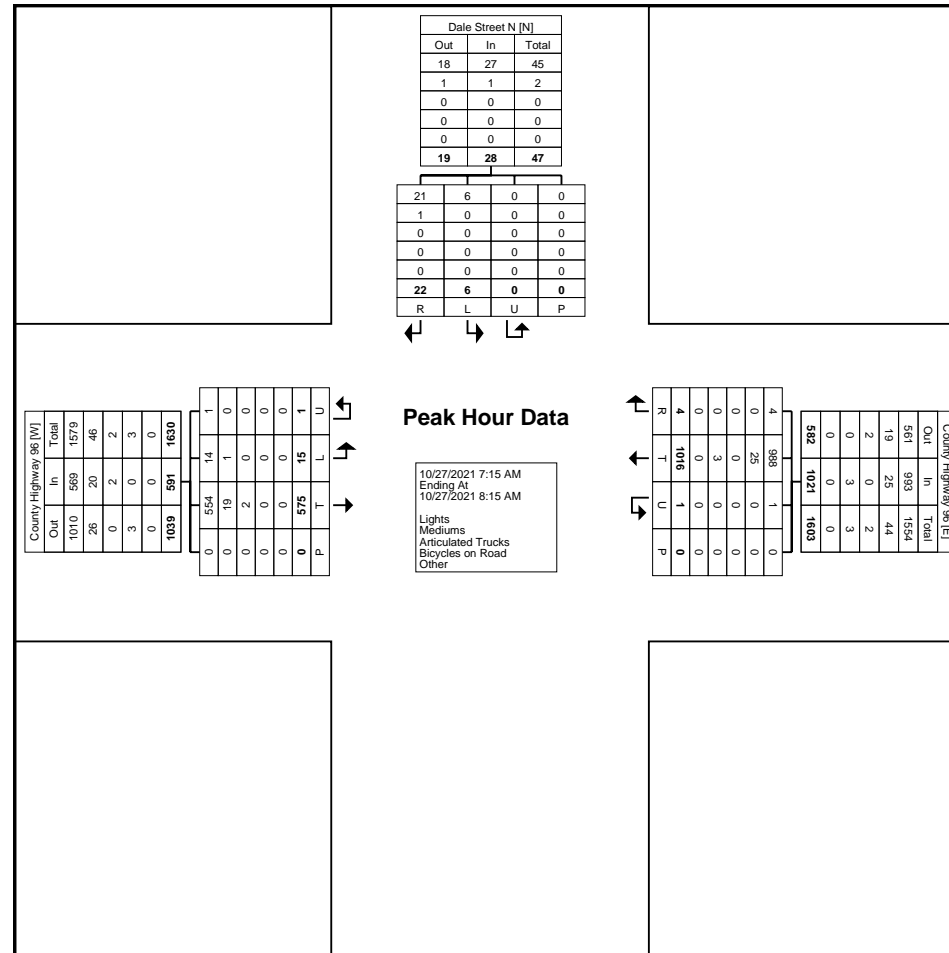 Dale Street N [N]
Out In Total
18 27 45
1 1 2
0 0 0
0 0 0
0 0 0
19 28 47
21 6 0 0
1 0 0 0
0 0 0 0
0 0 0 0
0 0 0 0
22 6 0 0
R L U P
County Highway 96 [W]
Out In Total
1010 569 1579
26 20 46
0 2 2
3 0 3
0 0 0
1039 591 1630
1 14 554 0
0 1 19 0
0 0 2 0
0 0 0 0
0 0 0 0
1 15 575 0
U L T P
Peak Hour Data
10/27/2021 7:15 AM
Ending At
10/27/2021 8:15 AM
Lights
Mediums
Articulated Trucks
Bicycles on Road
Other
R T U P
4 1016 1 0
0 0 0 0
0 3 0 0
0 0 0 0
0 25 0 0
4 988 1 0
County Highway 96 [E]
Out In Total
561 993 1554
19 25 44
2 0 2
0 3 3
0 0 0
582 1021 1603